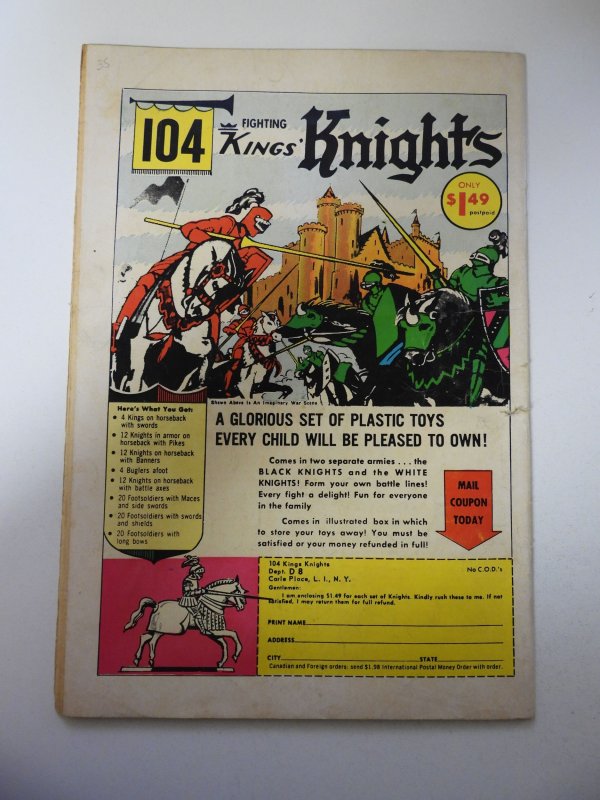 35
104
FIGHTING
KINGS' Knights
ONLY
$1.49
postpaid
Shown Above Is An Imaginary War Scene
Here's What You Get:
• 4 Kings on horseback
with swords
• 12 Knights in armor on
horseback with Pikes
• 12 Knights on horseback
with Banners
• 4 Buglers afoot
• 12 Knights on horseback
with battle axes
• 20 Footsoldiers with Maces
and side swords
• 20 Footsoldiers with swords
and shields
• 20 Footsoldiers with
long bows
A GLORIOUS SET OF PLASTIC TOYS
EVERY CHILD WILL BE PLEASED TO OWN!
Comes in two separate armies ... the
BLACK KNIGHTS and the WHITE
KNIGHTS! Form your own battle lines!
Every fight a delight! Fun for everyone
in the family
Comes in illustrated box in which
to store your toys away! You must be
satisfied or your money refunded in full!
MAIL
COUPON
TODAY
104 Kings Knights
Dept. D 8
Carle Place, L. I., N. Y.
No C.O.D.'s
Gentlemen:
I am enclosing $1.49 for each set of Knights. Kindly rush these to me. If not
satisfied, I may return them for full refund.
PRINT NAME
ADDRESS
CITY STATE
Canadian and Foreign orders: send $1.98 International Postal Money Order with order.